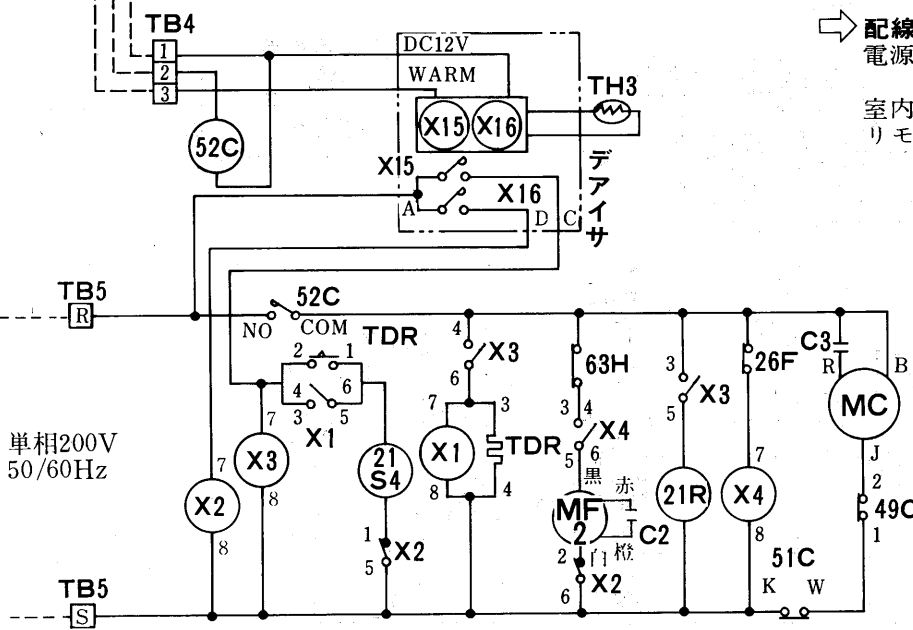 TB4
1
2
3
52C
DC12V
WARM
X15
X16
TH3
デアイサ
X15
X16
A
D
C
配線
電源
室内
リモ
TB5
R
52C
NO
COM
TDR
2
1
4
6
3
5
X1
単相200V
50/60Hz
7
X2
8
7
X3
8
21
S4
1
X2
5
4
X3
6
7
X1
8
3
TDR
4
63H
3
4
X4
5
6
黒
赤
MF
2
C2
2
白
橙
X2
6
3
X3
5
21R
26F
7
X4
8
C3
R
B
MC
J
2
49C
1
51C
K
W
TB5
S